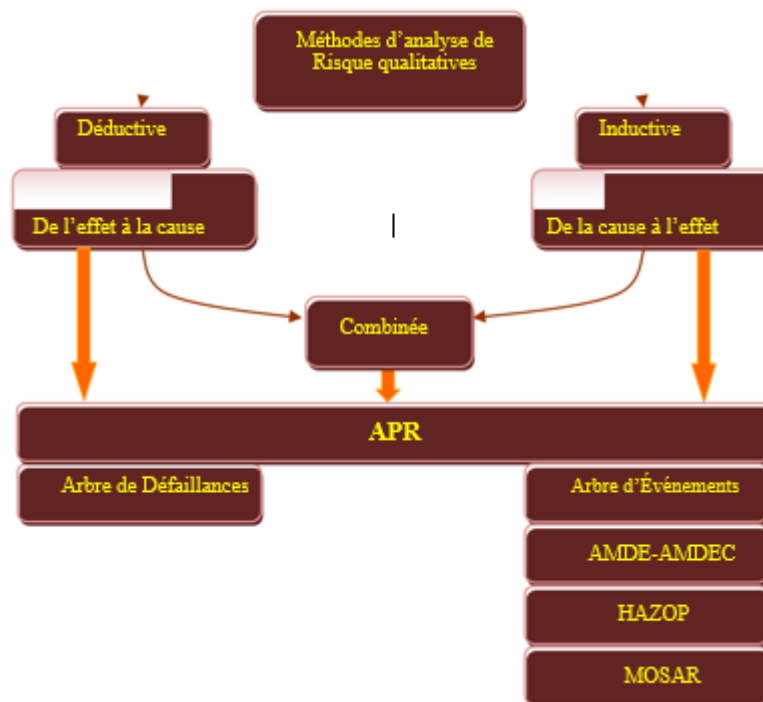 Méthodes d'analyse de
Risque qualitatives
Déductive
Inductive
De l'effet à la cause
De la cause à l'effet
Combinée
APR
Arbre de Défaillances
Arbre d'Événements
AMDE-AMDEC
HAZOP
MOSAR